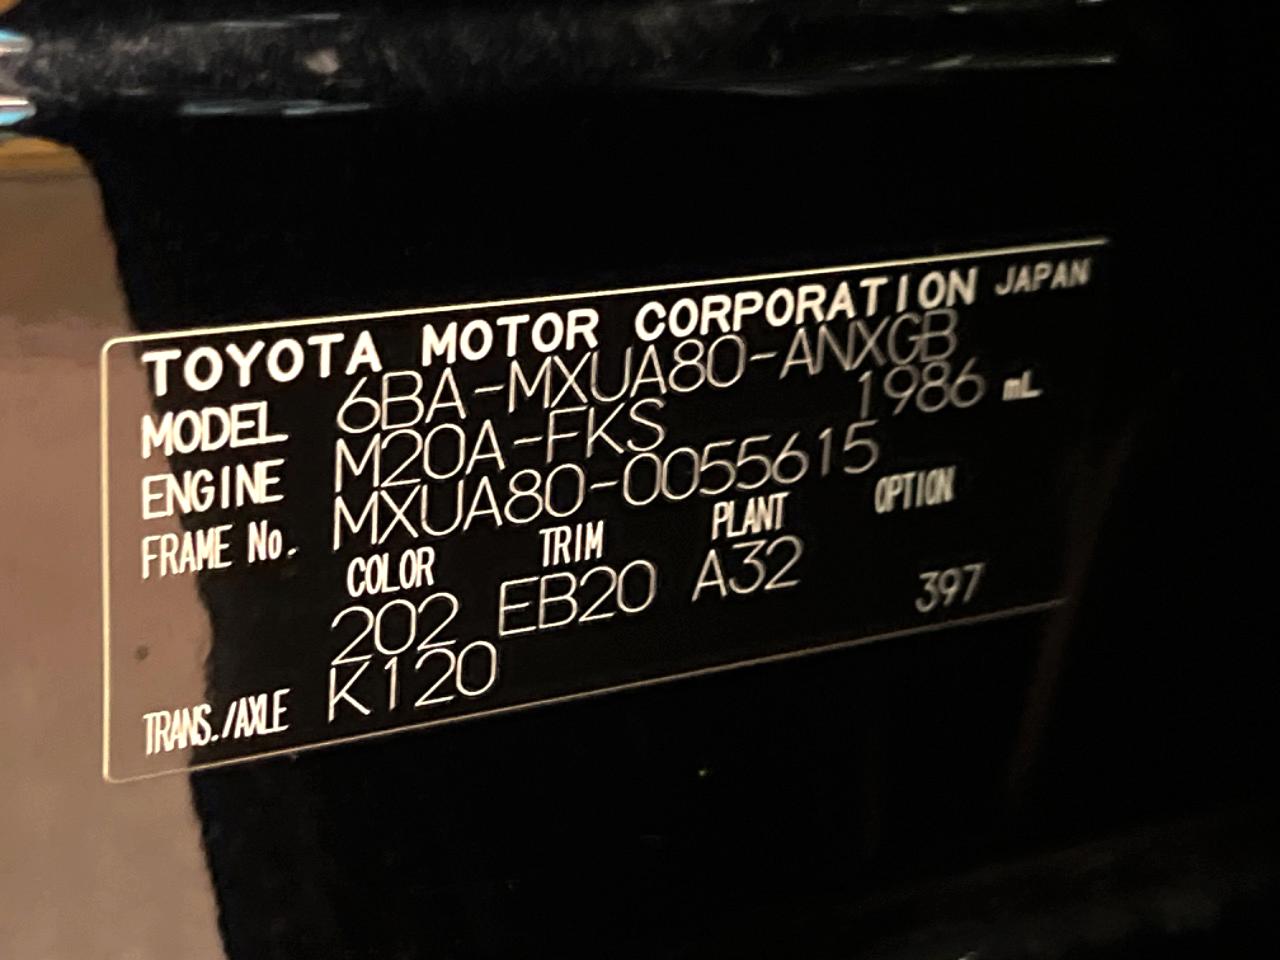 TOYOTA MOTOR CORPORATION JAPAN
MODEL 6BA-MXUA80-ANXGB
ENGINE M20A-FKS 1986 mL
FRAME No. MXUA80-0055615
COLOR TRIM PLANT OPTION
202 EB20 A32 397
TRANS./AXLE K120